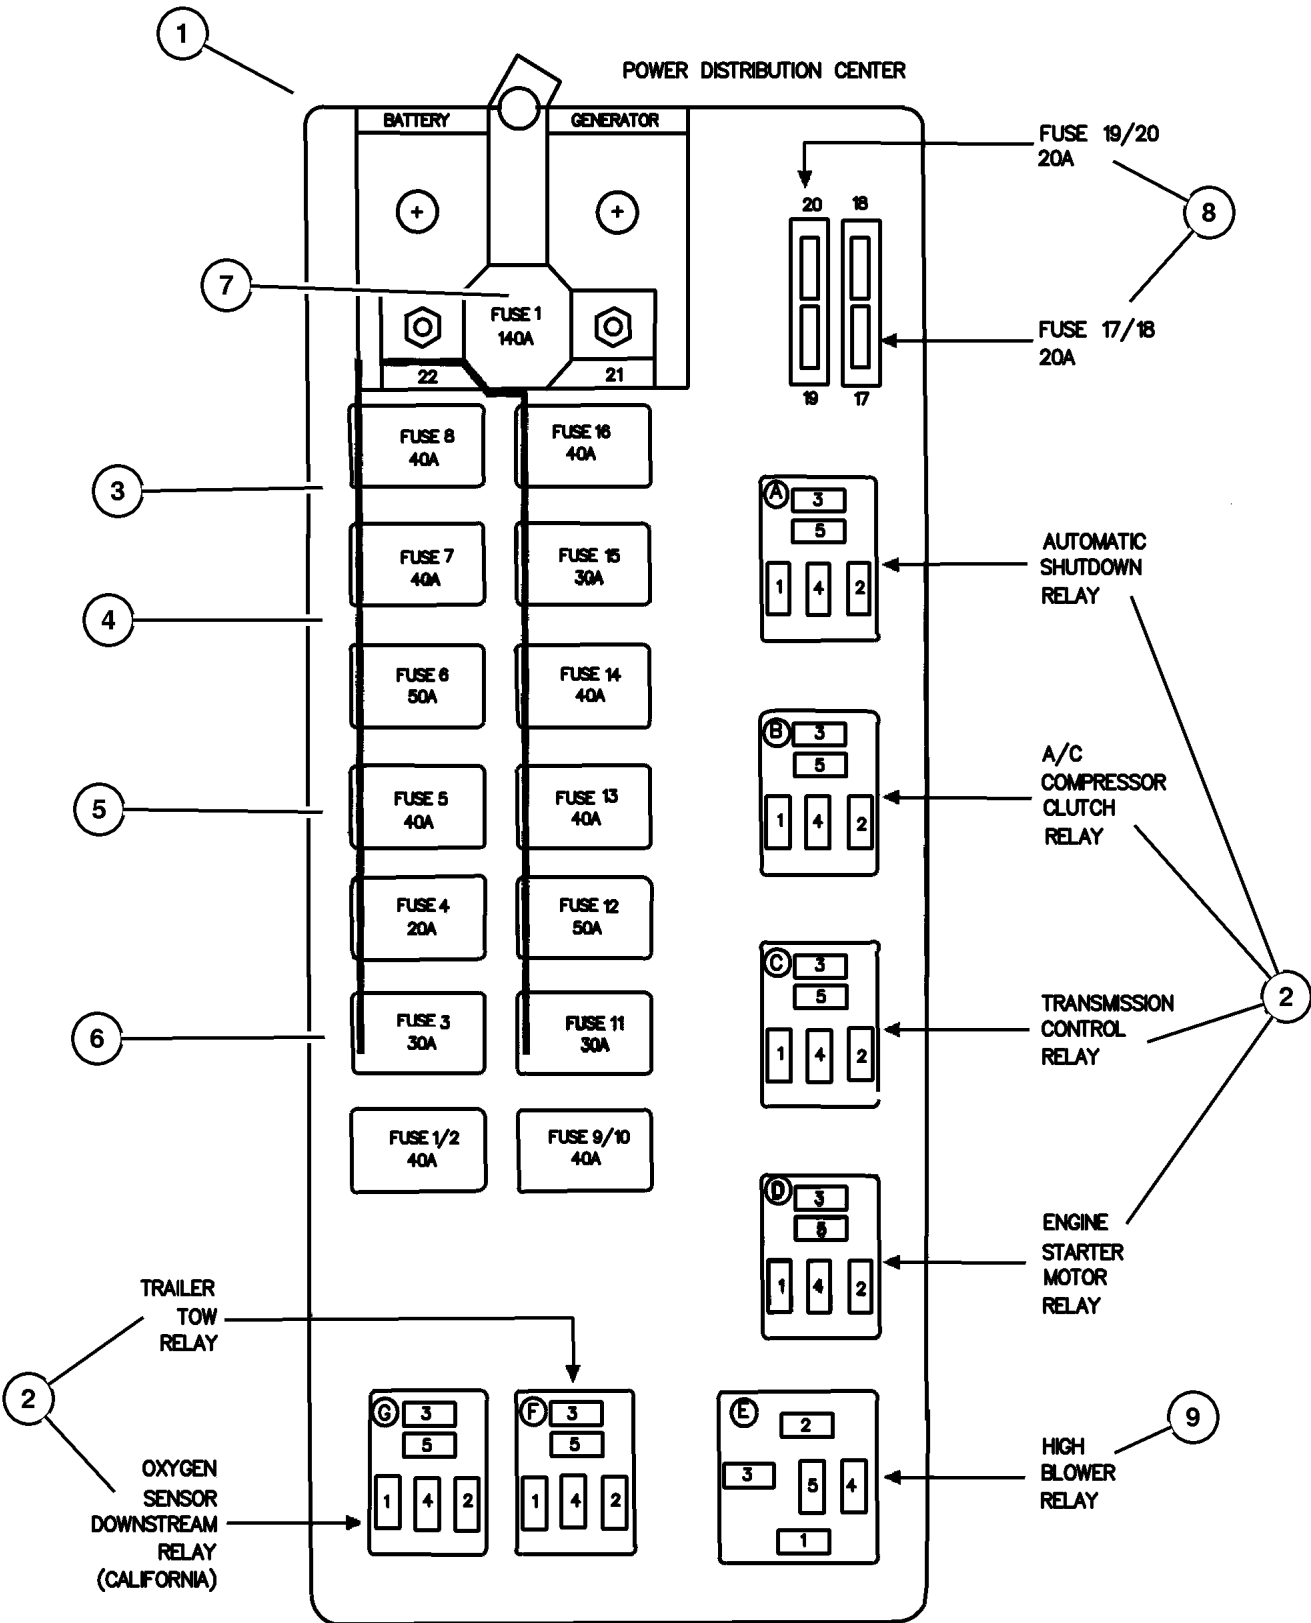 1
POWER DISTRIBUTION CENTER
BATTERY
GENERATOR
+
+
FUSE 19/20
20A
8
20
18
7
FUSE 1
140A
FUSE 17/18
20A
22
21
19
17
FUSE 8
40A
FUSE 16
40A
3
FUSE 7
40A
FUSE 15
30A
A
3
5
1
4
2
AUTOMATIC
SHUTDOWN
RELAY
4
FUSE 6
50A
FUSE 14
40A
B
3
5
1
4
2
A/C
COMPRESSOR
CLUTCH
RELAY
5
FUSE 5
40A
FUSE 13
40A
FUSE 4
20A
FUSE 12
50A
C
3
5
1
4
2
TRANSMISSION
CONTROL
RELAY
2
6
FUSE 3
30A
FUSE 11
30A
FUSE 1/2
40A
FUSE 9/10
40A
D
3
5
1
4
2
ENGINE
STARTER
MOTOR
RELAY
TRAILER
TOW
RELAY
2
OXYGEN
SENSOR
DOWNSTREAM
RELAY
(CALIFORNIA)
G
3
5
1
4
2
F
3
5
1
4
2
E
2
3
5
4
1
HIGH
BLOWER
RELAY
9